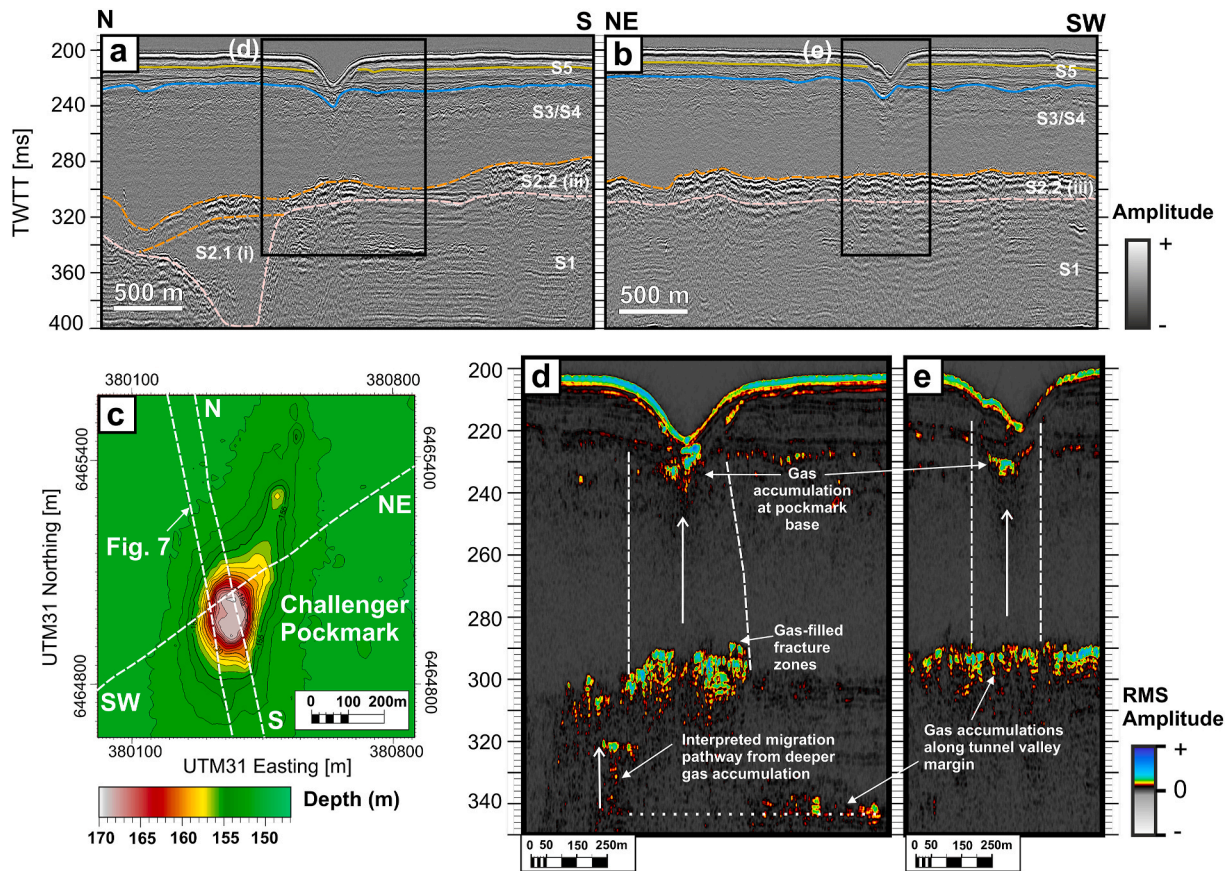 N
S
NE
SW
a
(d)
b
(e)
200
240
280
320
360
400
TWTT [ms]
S5
S3/S4
S2.2 (iii)
S2.1 (i)
S1
500 m
S5
S3/S4
S2.2 (iii)
S1
500 m
Amplitude
+
-
380100
380800
c
N
NE
Fig. 7
Challenger
Pockmark
SW
S
0 100 200m
6465400
6464800
6465400
6464800
UTM31 Northing [m]
380100
380800
UTM31 Easting [m]
Depth (m)
170 165 160 155 150
200
220
240
260
280
300
320
340
d
e
Gas
accumulation
at pockmark
base
Gas-filled
fracture
zones
Interpreted migration
pathway from deeper
gas accumulation
Gas accumulations
along tunnel valley
margin
0 150 250m
0 150 250m
RMS
Amplitude
+
0
-